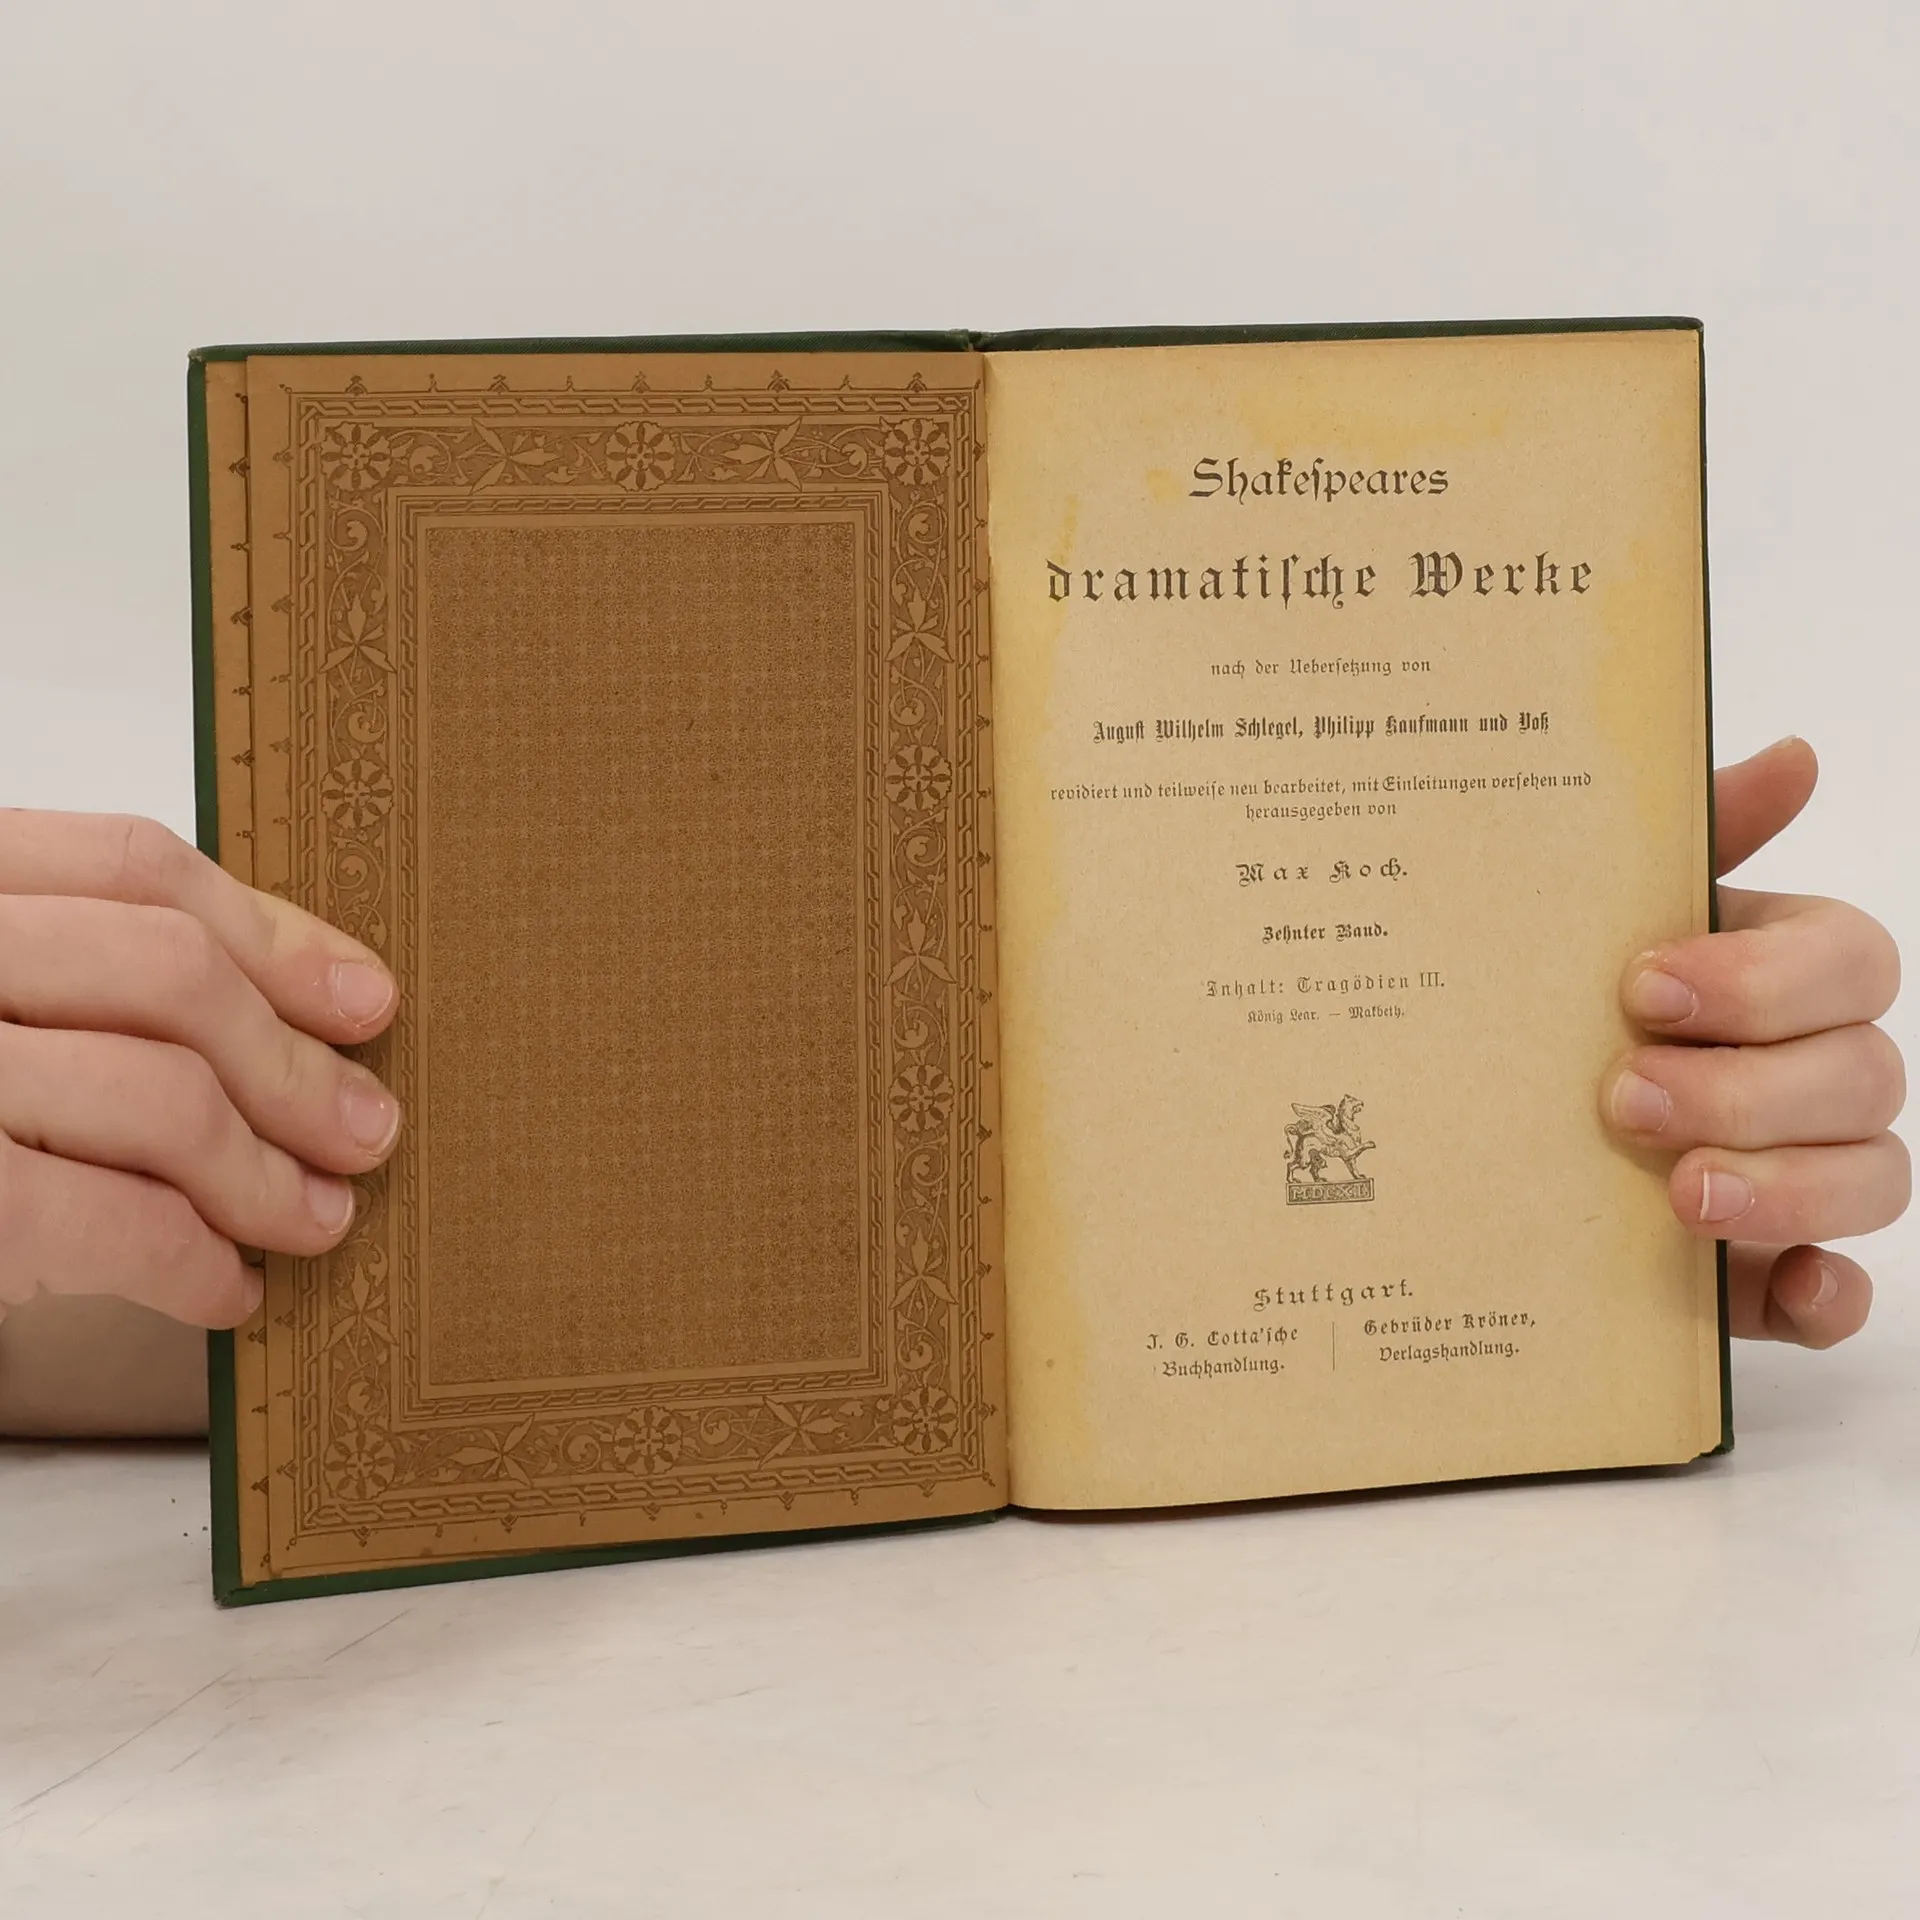 Shakeſpeares
dramatiſche Werke
nach der Ueberſetzung von
Auguſt Wilhelm Schlegel, Philipp Kaufmann und Voß
revidiert und teilweiſe neu bearbeitet, mit Einleitungen verſehen und
herausgegeben von
Max Koch.
Zehnter Band.
Inhalt: Tragödien III.
König Lear. — Makbeth.
MDCXL
Stuttgart.
J. G. Cotta'ſche
Buchhandlung.
Gebrüder Kröner,
Verlagshandlung.